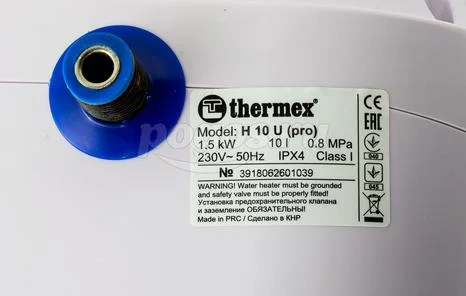 thermex®
Model: H 10 U (pro)
1.5 kW 10 l 0.8 MPa
230V~ 50Hz IPX4 Class I
№ 3918062601039
WARNING! Water heater must be grounded
and safety valve must be properly fitted!
Установка предохранительного клапана
и заземление ОБЯЗАТЕЛЬНЫ!
Made in PRC / Сделано в КНР
CE
EAC
040
045